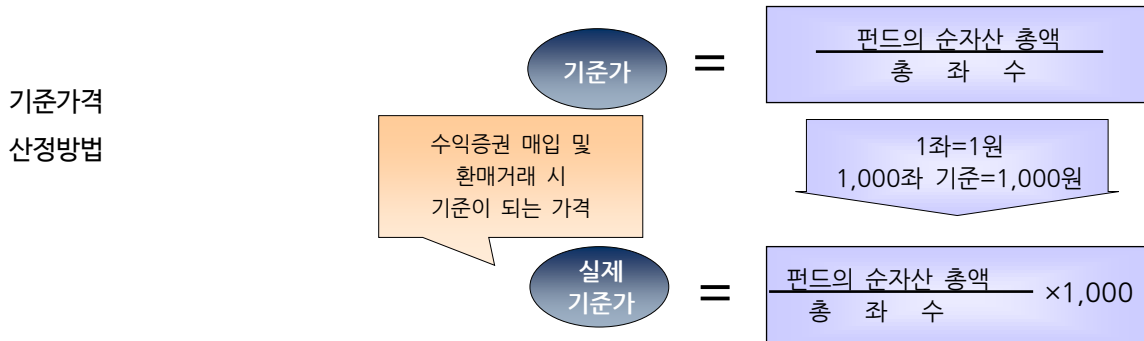 기준가격
산정방법
기준가
=
펀드의 순자산 총액
총 좌 수
수익증권 매입 및
환매거래 시
기준이 되는 가격
1좌=1원
1,000좌 기준=1,000원
실제
기준가
=
펀드의 순자산 총액
총 좌 수
×1,000